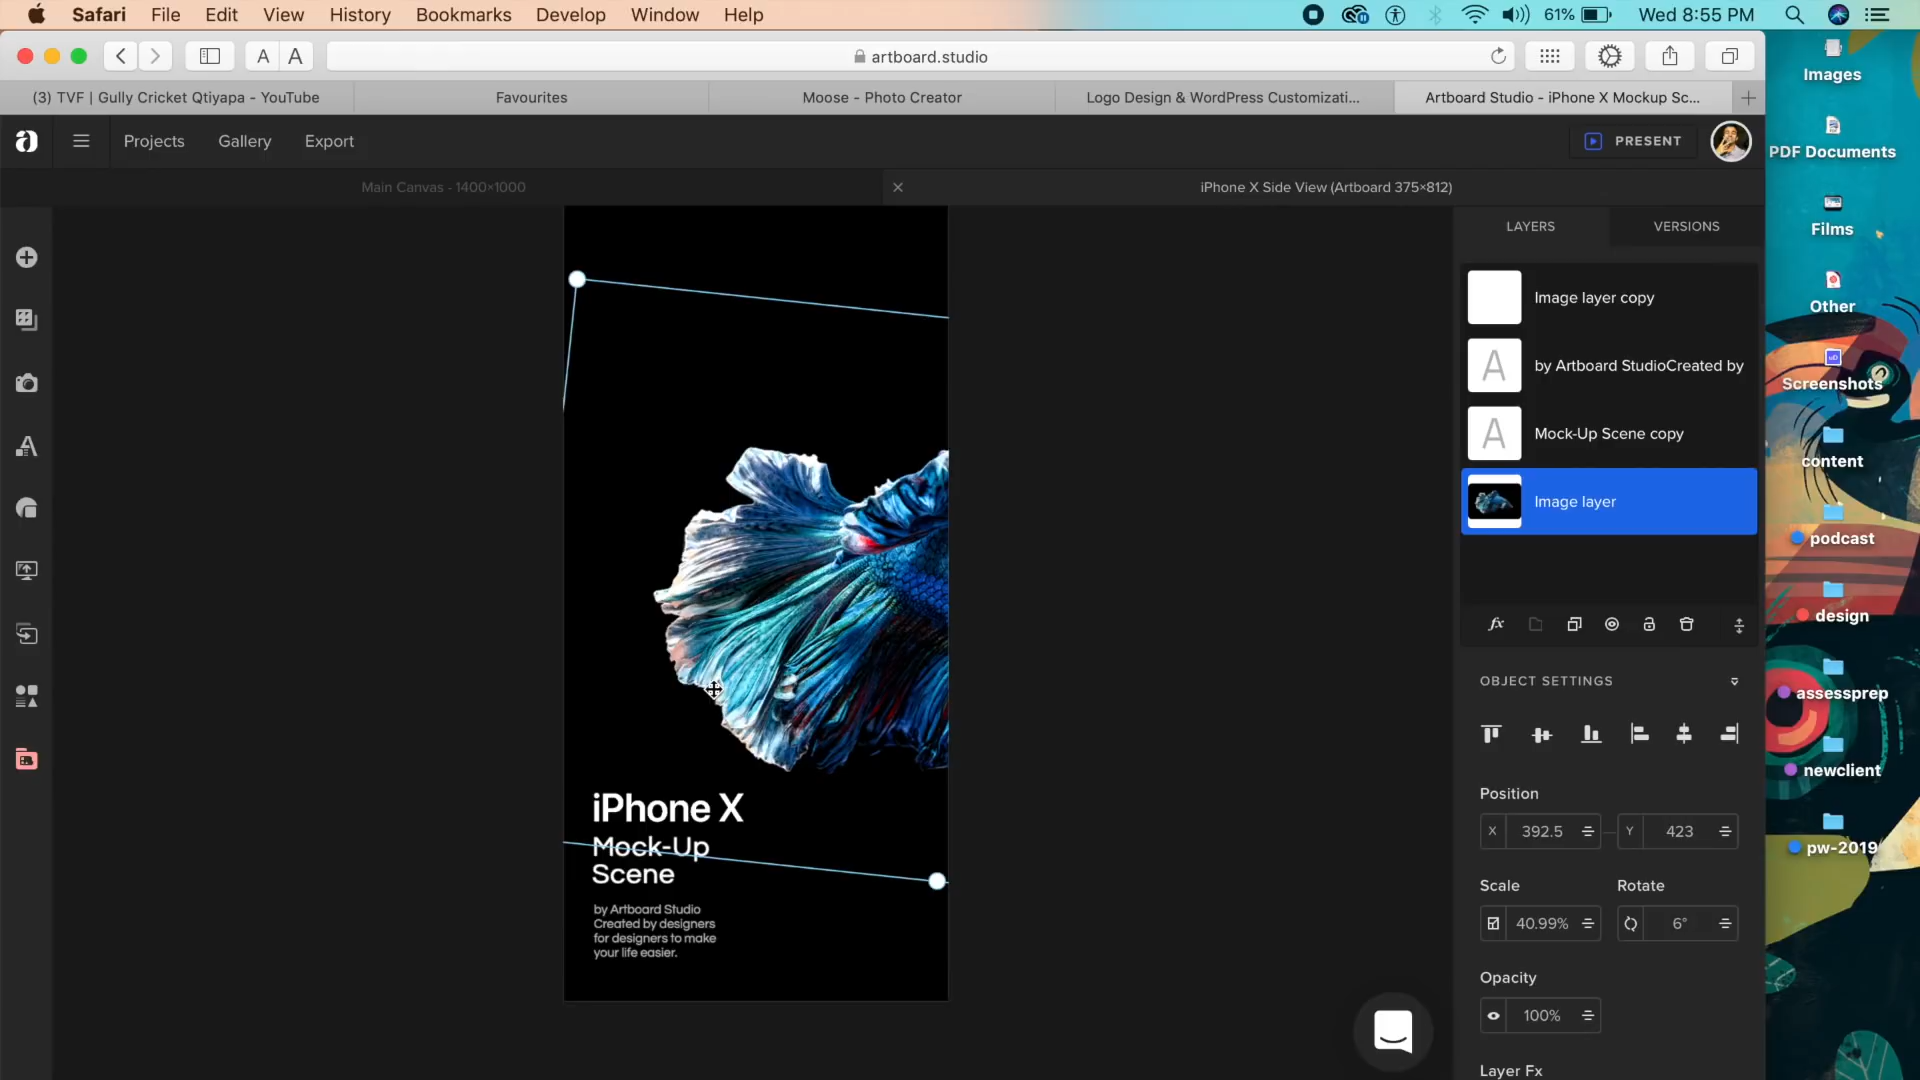 Safari File Edit View History Bookmarks Develop Window Help
61% Wed 8:55 PM
A A artboard.studio
(3) TVF | Gully Cricket Qtiyapa - YouTube Favourites Moose - Photo Creator Logo Design & WordPress Customizati... Artboard Studio - iPhone X Mockup Sc...
Projects Gallery Export PRESENT
Main Canvas - 1400×1000 iPhone X Side View (Artboard 375×812)
LAYERS VERSIONS
Image layer copy
by Artboard StudioCreated by
Mock-Up Scene copy
Image layer
fx
OBJECT SETTINGS
Position
X 392.5 Y 423
Scale Rotate
40.99% 6°
Opacity
100%
Layer Fx
iPhone X
Mock-Up
Scene
by Artboard Studio
Created by designers
for designers to make
your life easier.
Images
PDF Documents
Films
Other
Screenshots
content
podcast
design
assessprep
newclient
pw-2019